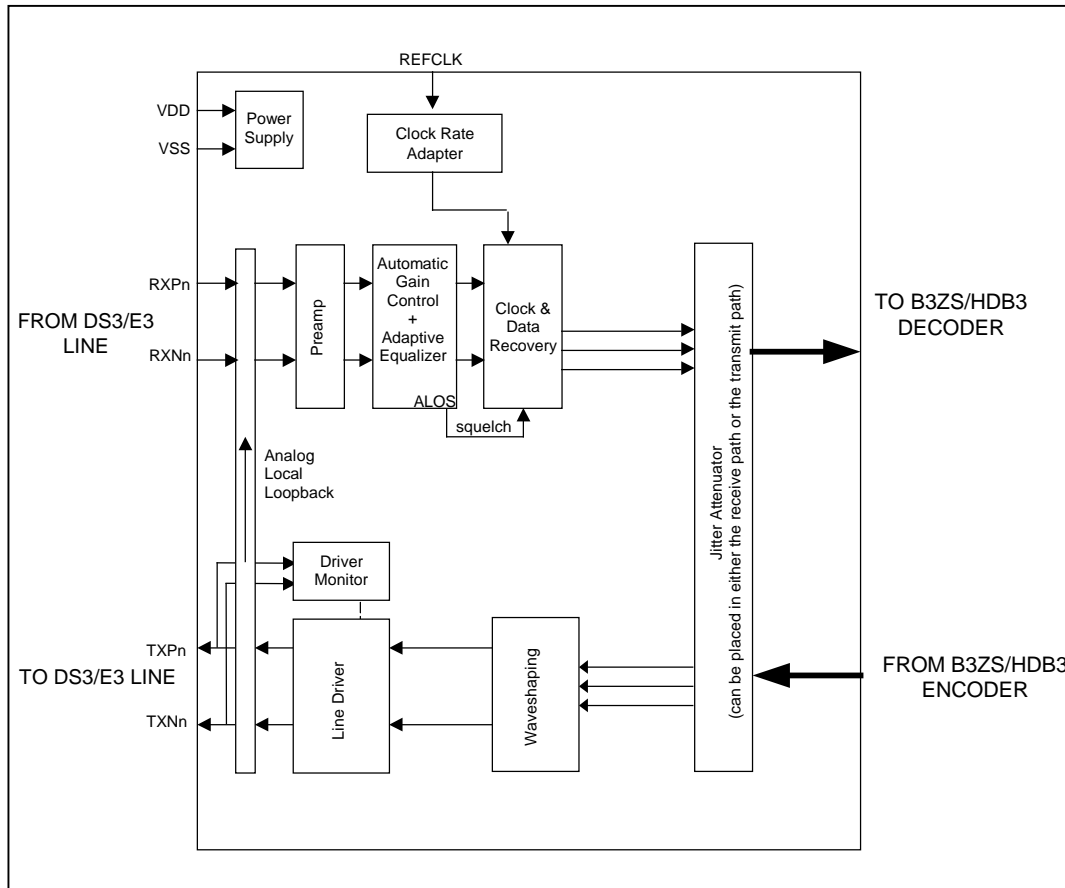 REFCLK
VDD
VSS
Power
Supply
Clock Rate
Adapter
RXPn
RXNn
FROM DS3/E3
LINE
Preamp
Automatic
Gain
Control
+
Adaptive
Equalizer
ALOS
squelch
Clock &
Data
Recovery
Jitter Attenuator
(can be placed in either the receive path or the transmit path)
TO B3ZS/HDB3
DECODER
Analog
Local
Loopback
Driver
Monitor
TXPn
TO DS3/E3 LINE
TXNn
Line Driver
Waveshaping
FROM B3ZS/HDB3
ENCODER